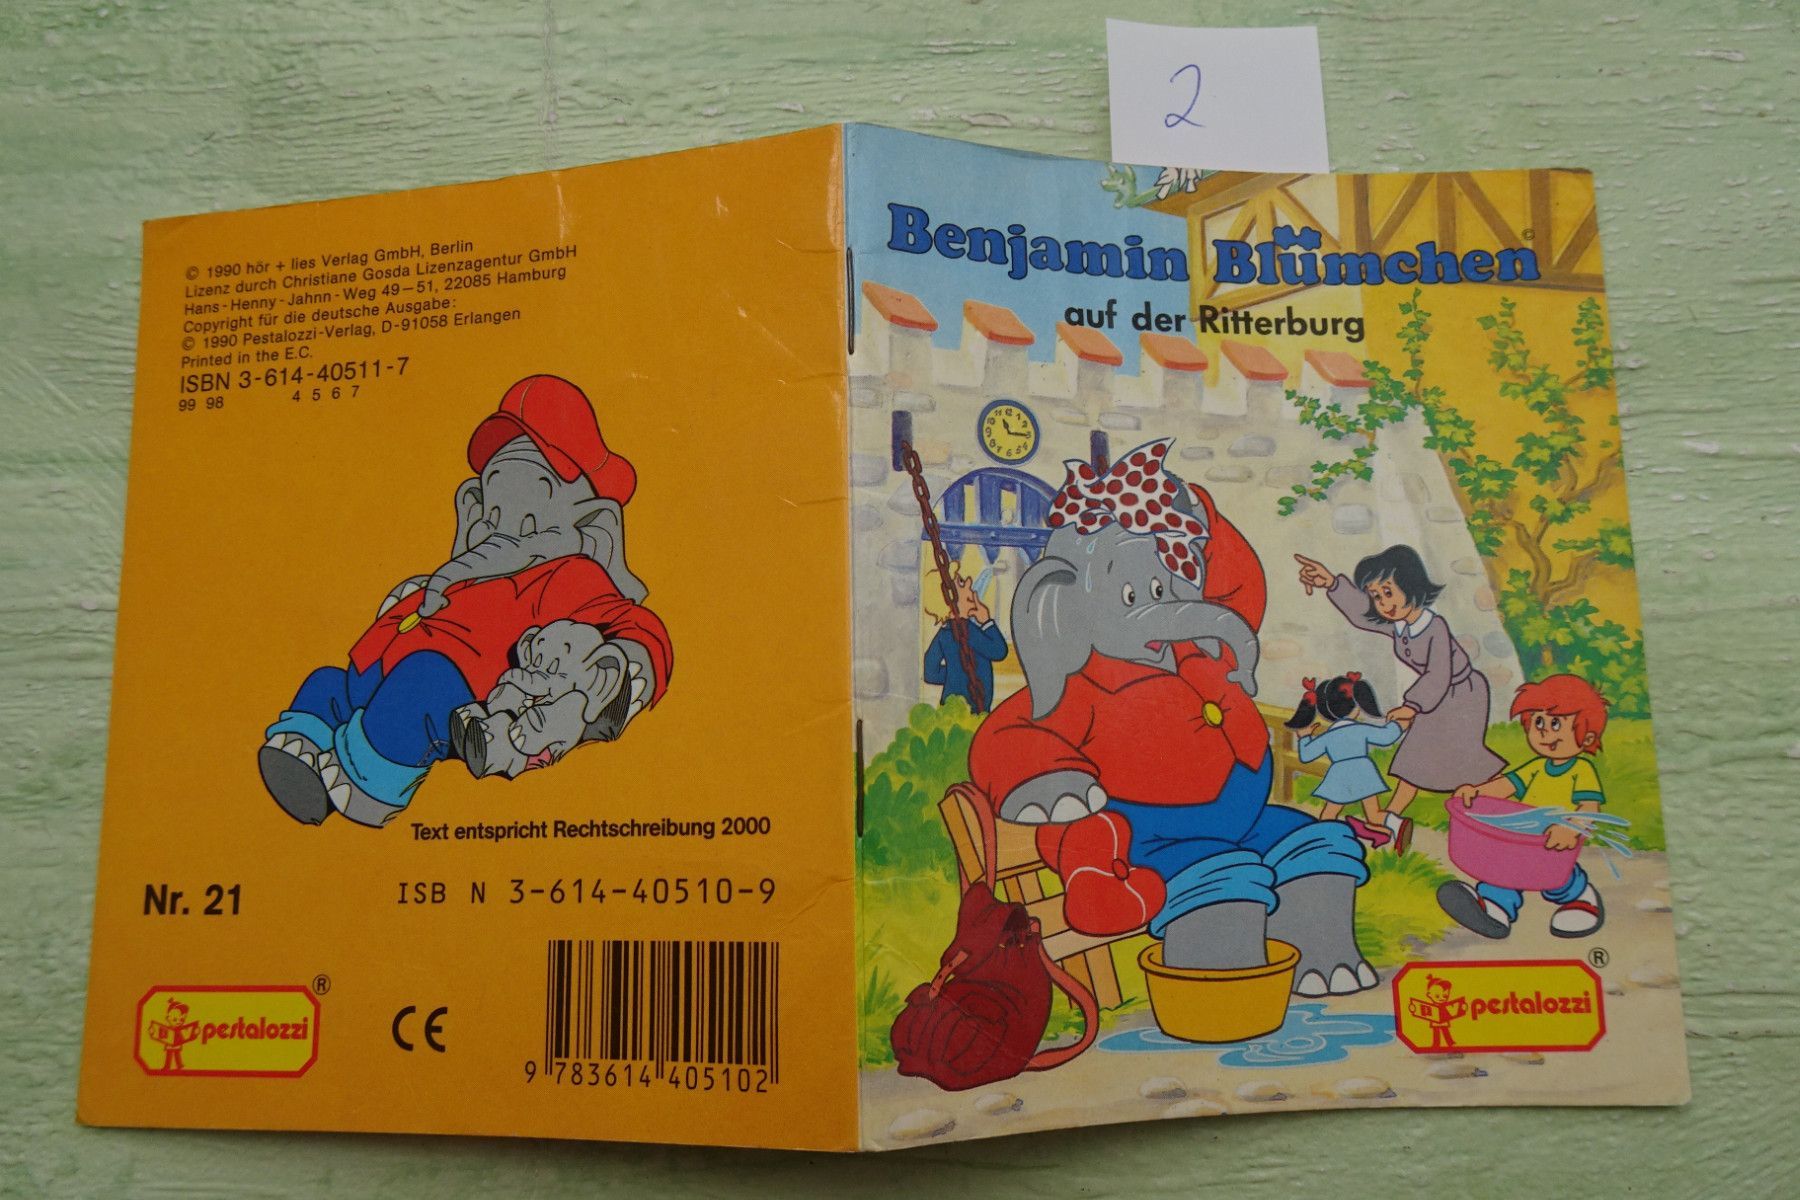 2
© 1990 hör + lies Verlag GmbH, Berlin
Lizenz durch Christiane Gosda Lizenzagentur GmbH
Hans-Henny-Jahnn-Weg 49–51, 22085 Hamburg
Copyright für die deutsche Ausgabe:
© 1990 Pestalozzi-Verlag, D-91058 Erlangen
Printed in the E.C.
ISBN 3-614-40511-7
99 98 4 5 6 7
Text entspricht Rechtschreibung 2000
Nr. 21
ISB N 3-614-40510-9
pestalozzi ®
CE
9 783614 405102
Benjamin Blümchen ©
auf der Ritterburg
pestalozzi ®